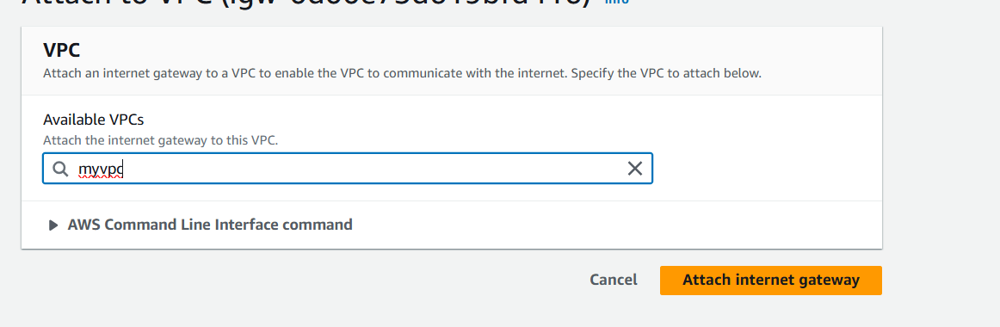 Attach to VPC Info
VPC
Attach an internet gateway to a VPC to enable the VPC to communicate with the internet. Specify the VPC to attach below.
Available VPCs
Attach the internet gateway to this VPC.
myvpc
AWS Command Line Interface command
Cancel
Attach internet gateway